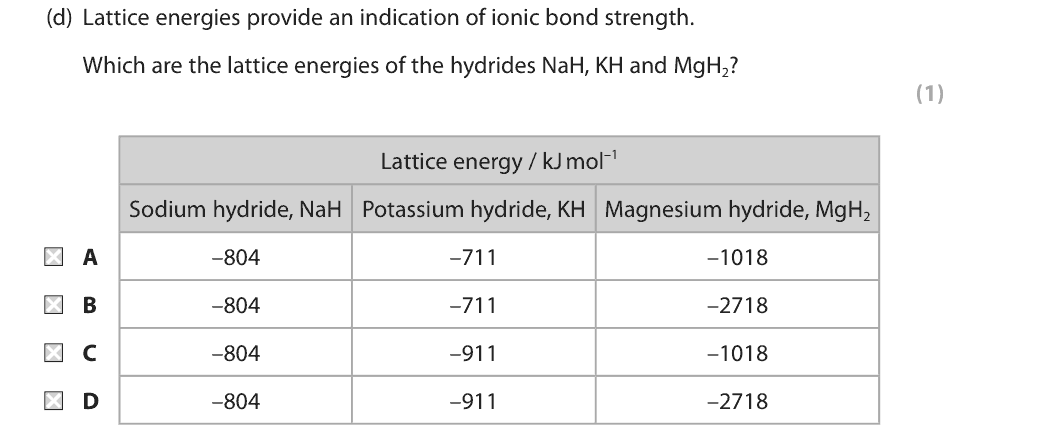 (d) Lattice energies provide an indication of ionic bond strength.
Which are the lattice energies of the hydrides NaH, KH and MgH₂?
(1)
Lattice energy / kJ mol⁻¹
Sodium hydride, NaH Potassium hydride, KH Magnesium hydride, MgH₂
A –804 –711 –1018
B –804 –711 –2718
C –804 –911 –1018
D –804 –911 –2718